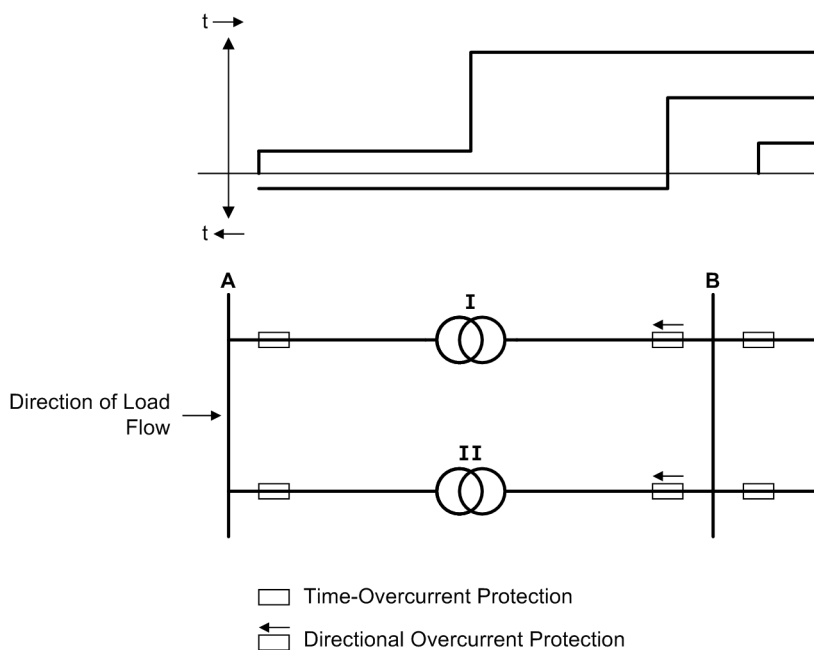 t
t
A
I
B
Direction of Load
Flow
II
Time-Overcurrent Protection
Directional Overcurrent Protection